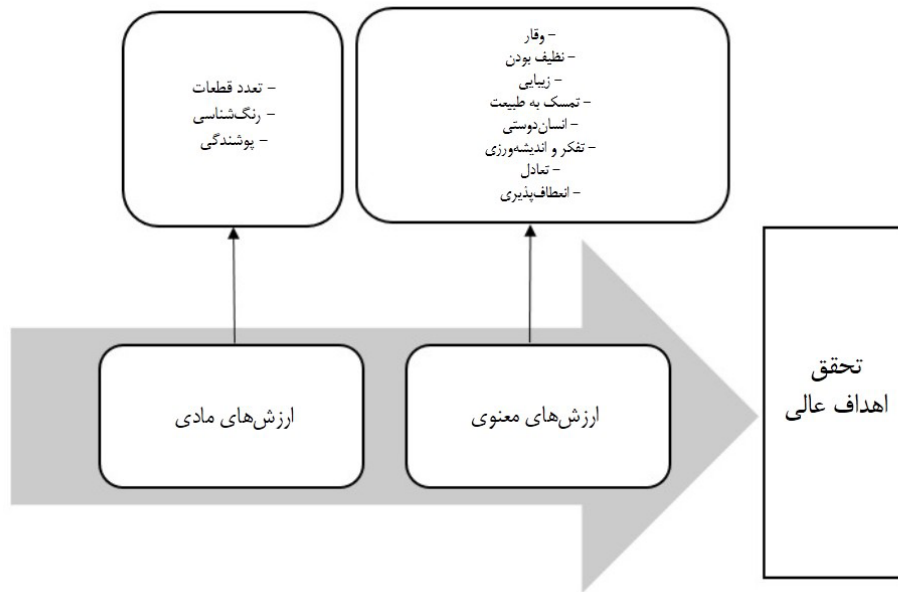 – تعدد قطعات
– رنگ‌شناسی
– پوشندگی
– وقار
– نظیف بودن
– زیبایی
– تمسک به طبیعت
– انسان‌دوستی
– تفکر و اندیشه‌ورزی
– تعادل
– انعطاف‌پذیری
ارزش‌های مادی
ارزش‌های معنوی
تحقق
اهداف عالی